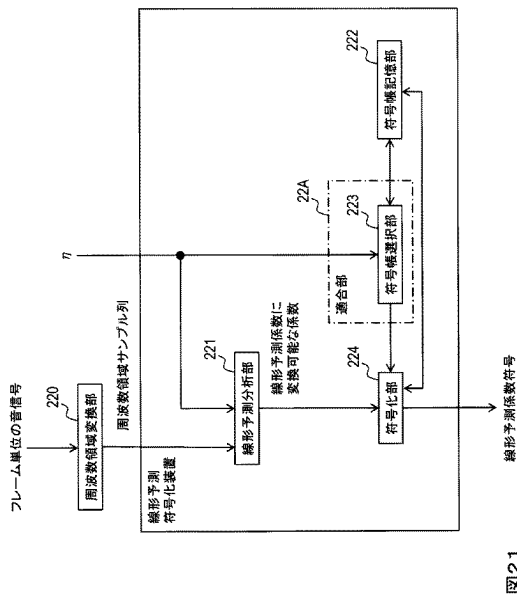 フレーム単位の音信号
220
周波数領域変換部
周波数領域サンプル列
η
線形予測
符号化装置
221
線形予測分析部
線形予測係数に
変換可能な係数
22A
適合部
223
符号帳選択部
222
符号帳記憶部
224
符号化部
線形予測係数符号
図21